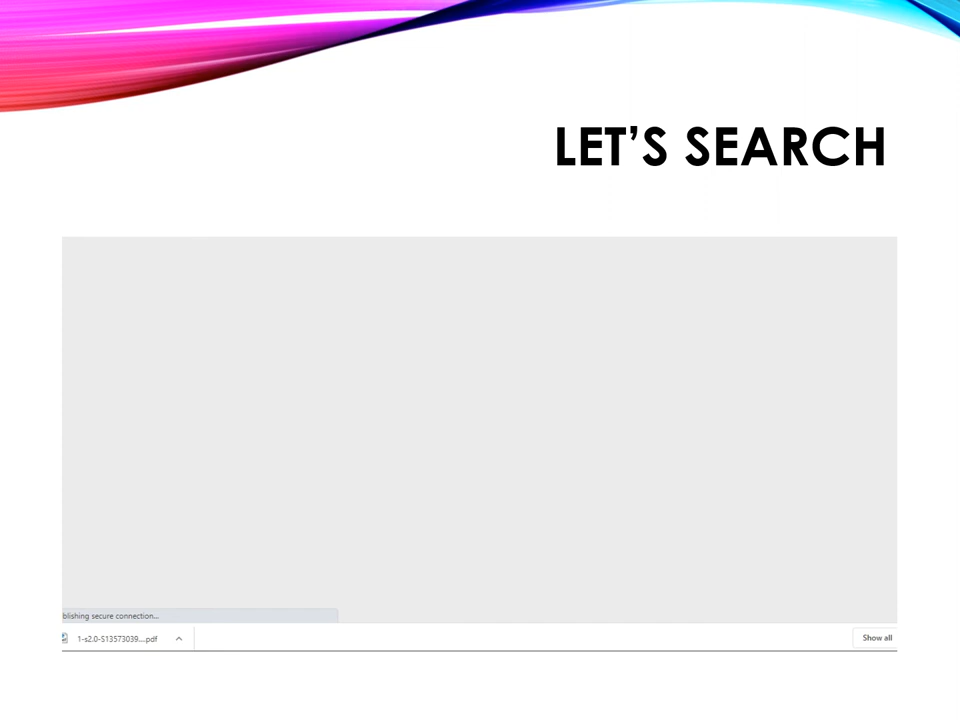 LET'S SEARCH
blishing secure connection...
1-s2.0-S13573039....pdf
Show all